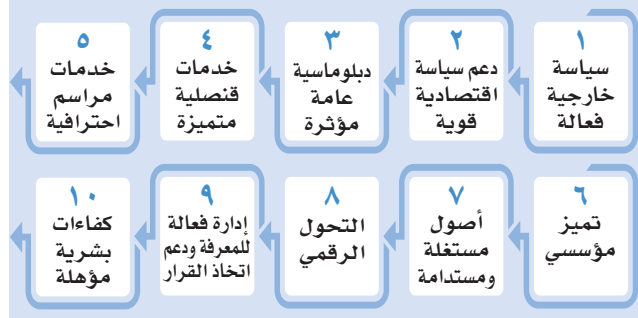 ١
سياسة
خارجية
فعالة
٢
دعم سياسة
اقتصادية
قوية
٣
دبلوماسية
عامة
مؤثرة
٤
خدمات
قنصلية
متميزة
٥
خدمات
مراسم
احترافية
٦
تميز
مؤسسي
٧
أصول
مستغلة
ومستدامة
٨
التحول
الرقمي
٩
إدارة فعالة
للمعرفة ودعم
اتخاذ القرار
١٠
كفاءات
بشرية
مؤهلة